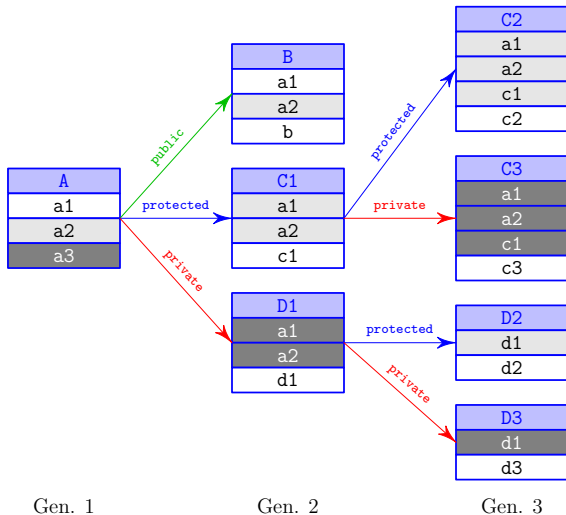 A
a1
a2
a3
public
protected
private
B
a1
a2
b
C1
a1
a2
c1
D1
a1
a2
d1
protected
private
protected
private
C2
a1
a2
c1
c2
C3
a1
a2
c1
c3
D2
d1
d2
D3
d1
d3
Gen. 1
Gen. 2
Gen. 3